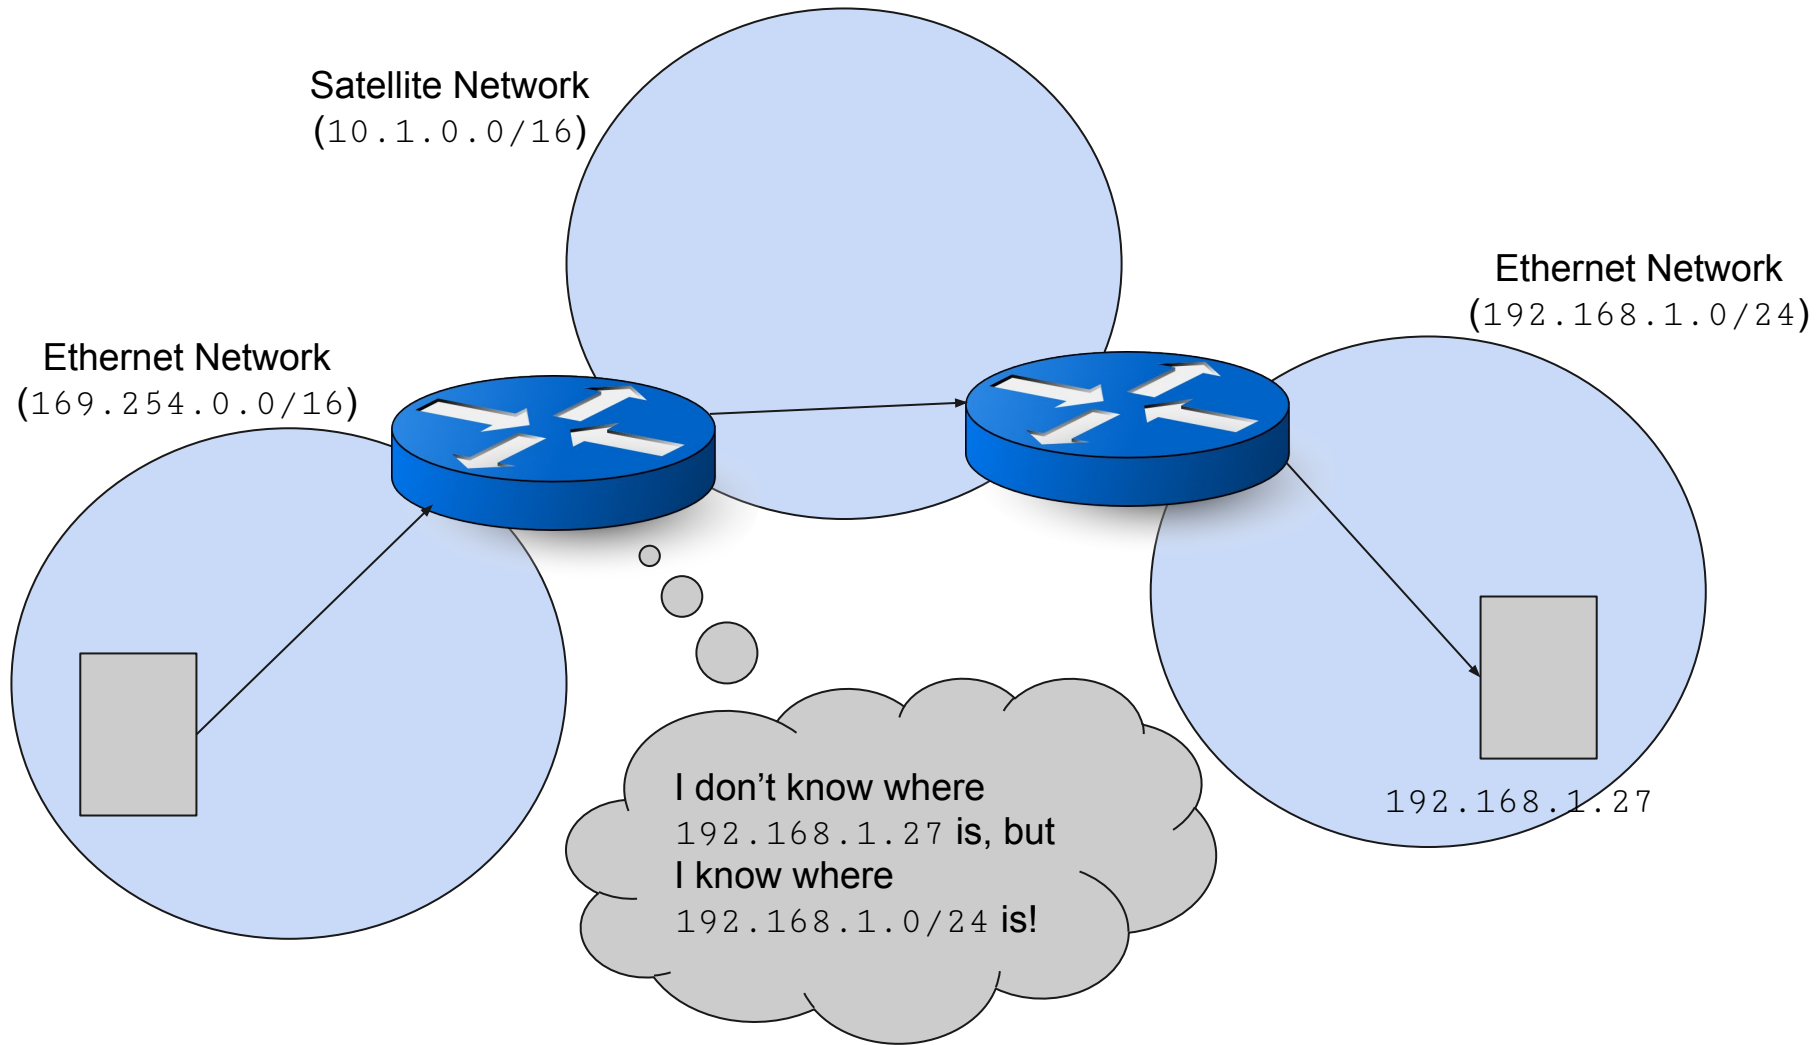 Satellite Network
(10.1.0.0/16)
Ethernet Network
(192.168.1.0/24)
Ethernet Network
(169.254.0.0/16)
I don’t know where
192.168.1.27 is, but
I know where
192.168.1.0/24 is!
192.168.1.27